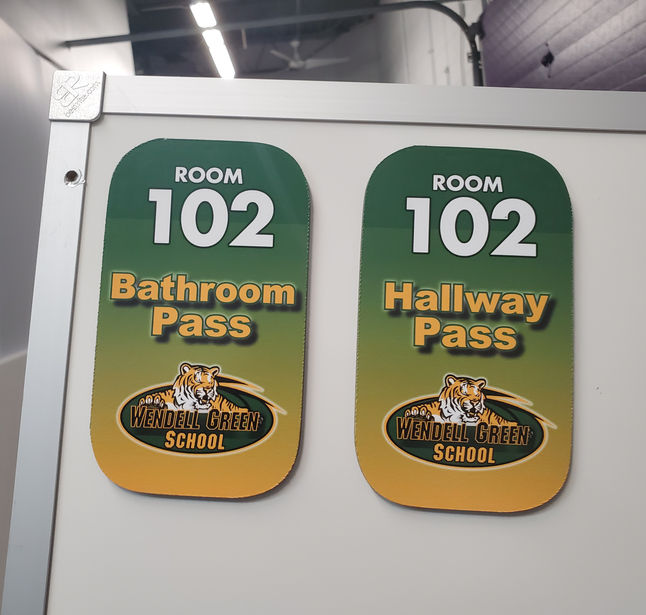 ROOM
102
Bathroom
Pass
WENDELL GREEN
SCHOOL
ROOM
102
Hallway
Pass
WENDELL GREEN
SCHOOL